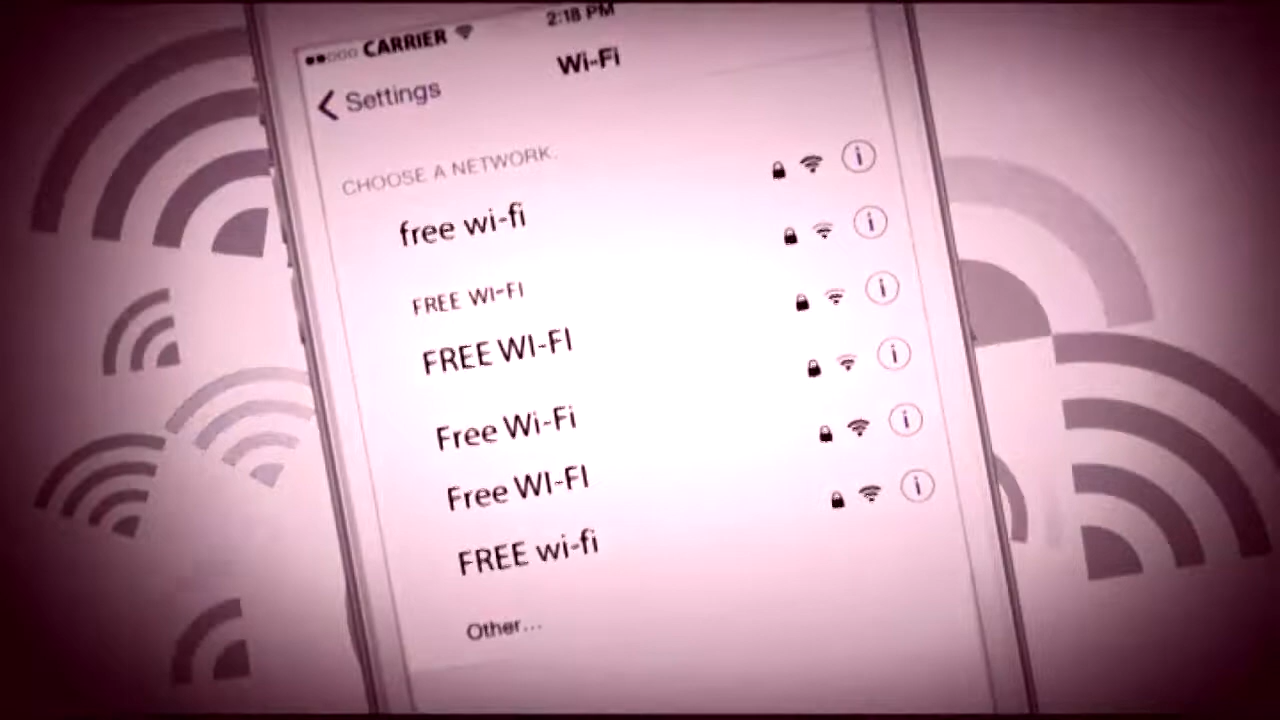 CARRIER
2:18 PM
Settings
Wi-Fi
CHOOSE A NETWORK.
free wi-fi
FREE WI-FI
FREE WI-FI
Free Wi-Fi
Free WI-FI
FREE wi-fi
Other...